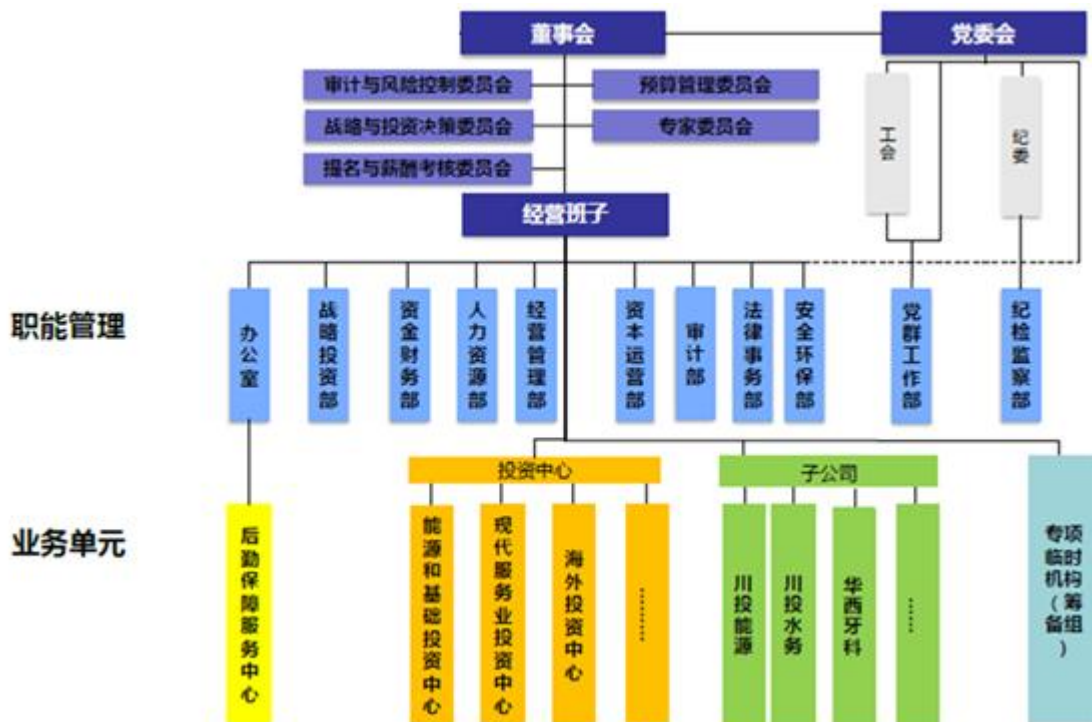 董事会
党委会
审计与风险控制委员会
预算管理委员会
战略与投资决策委员会
专家委员会
提名与薪酬考核委员会
工会
纪委
经营班子
职能管理
办公室
战略投资部
资金财务部
人力资源部
经营管理部
资本运营部
审计部
法律事务部
安全环保部
党群工作部
纪检监察部
投资中心
子公司
业务单元
后勤保障服务中心
能源和基础投资中心
现代服务业投资中心
海外投资中心
………
川投能源
川投水务
华西牙科
……
专项
临时
机构
（筹
备组
）